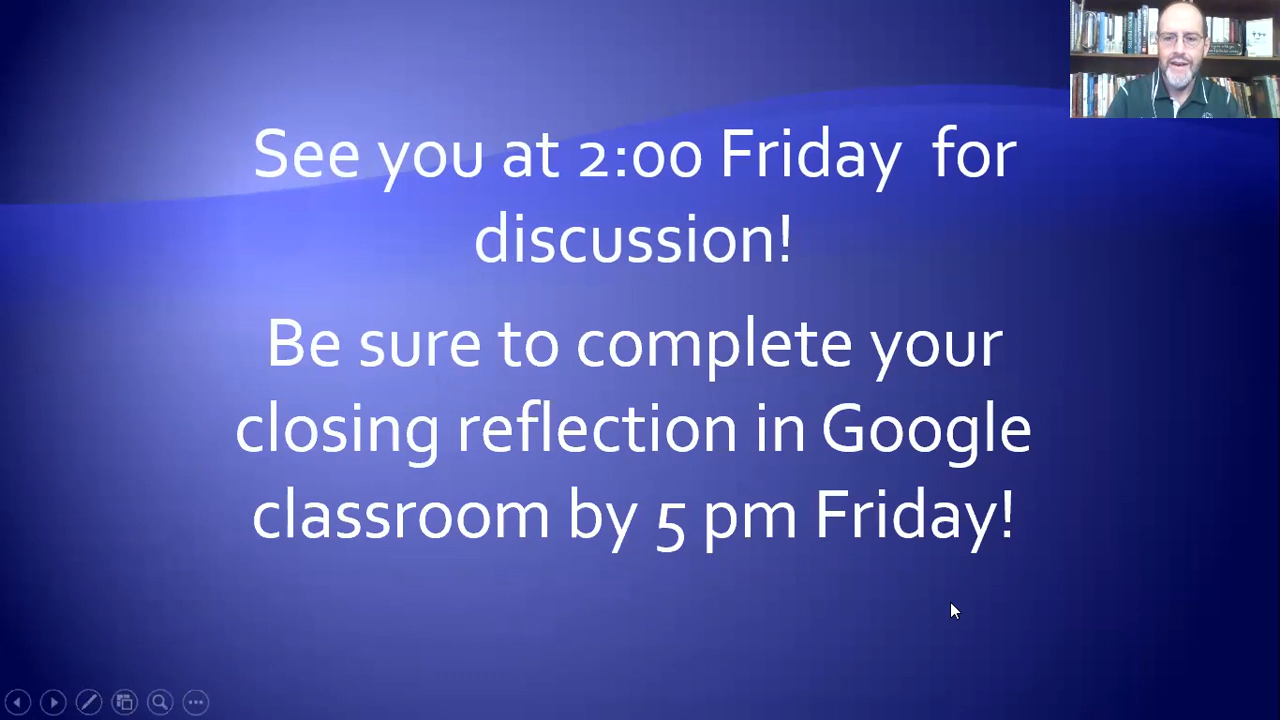 See you at 2:00 Friday  for
discussion!
Be sure to complete your
closing reflection in Google
classroom by 5 pm Friday!